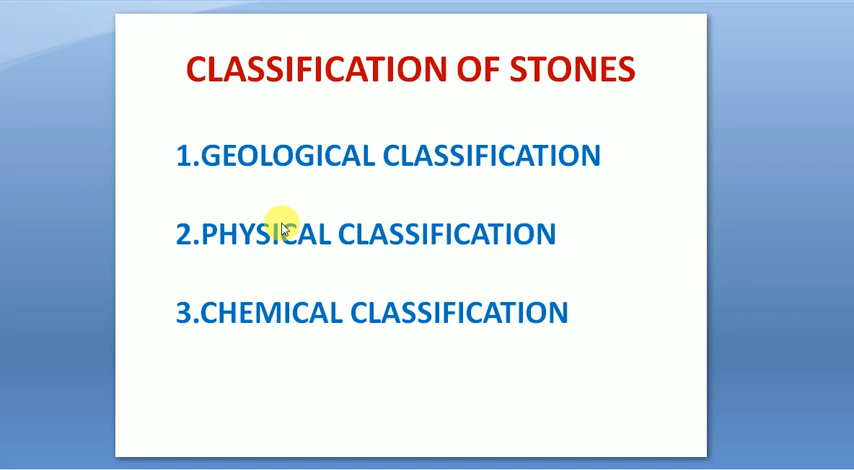 CLASSIFICATION OF STONES
1.GEOLOGICAL CLASSIFICATION
2.PHYSICAL CLASSIFICATION
3.CHEMICAL CLASSIFICATION